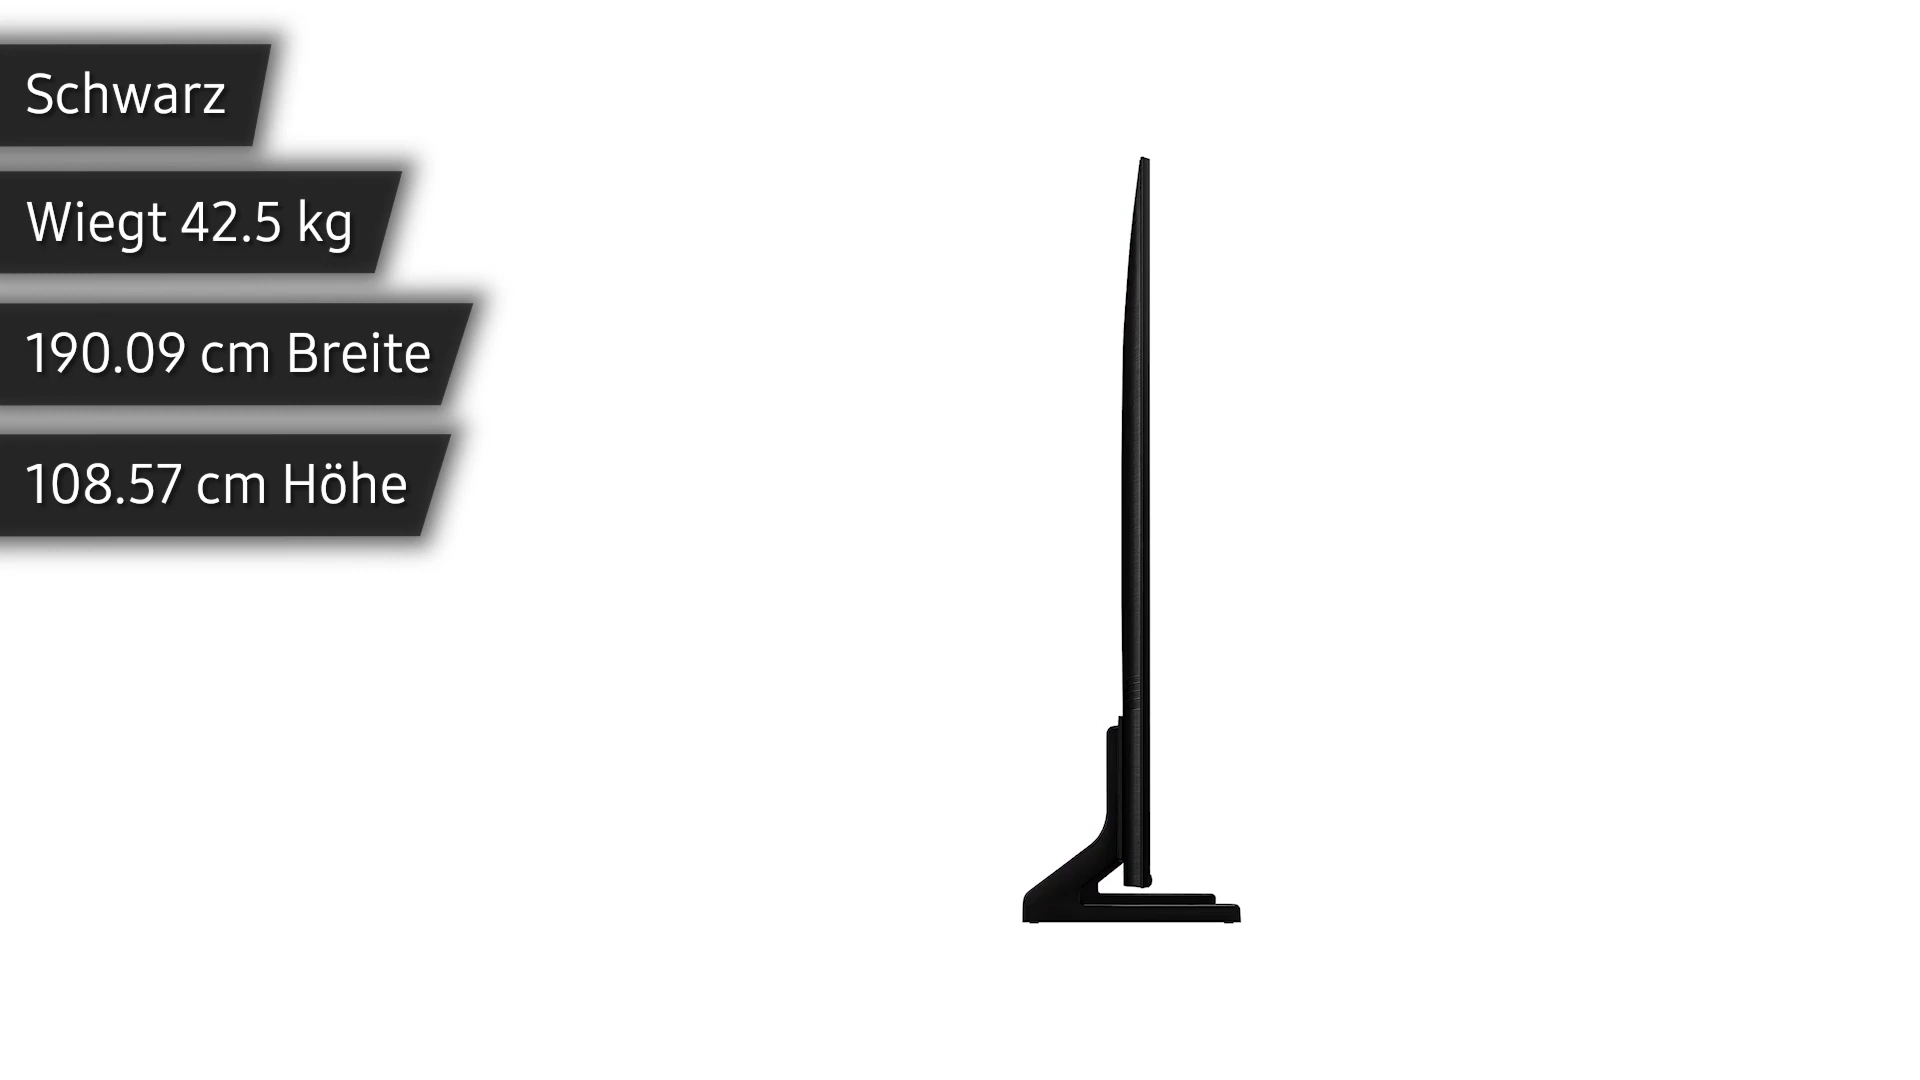 Schwarz
Wiegt 42.5 kg
190.09 cm Breite
108.57 cm Höhe